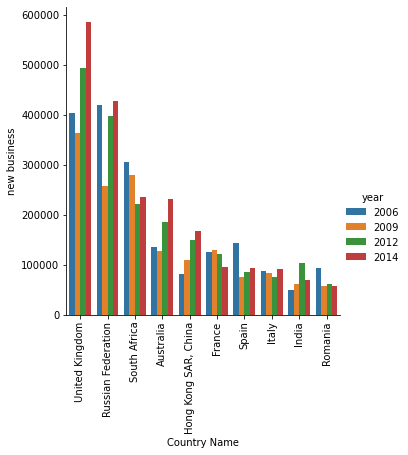 600000
500000
400000
300000
200000
100000
0
new business
year
2006
2009
2012
2014
United Kingdom
Russian Federation
South Africa
Australia
Hong Kong SAR, China
France
Spain
Italy
India
Romania
Country Name